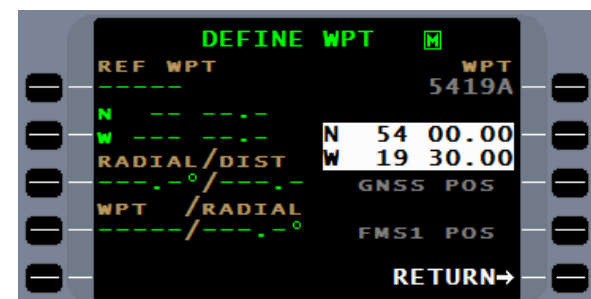 DEFINE WPT M
REF WPT WPT
----- 5419A
N -- --.-
W --- --.- N 54 00.00
RADIAL/DIST W 19 30.00
---.-°/---.- GNSS POS
WPT /RADIAL
-----/---.-° FMS1 POS
RETURN→